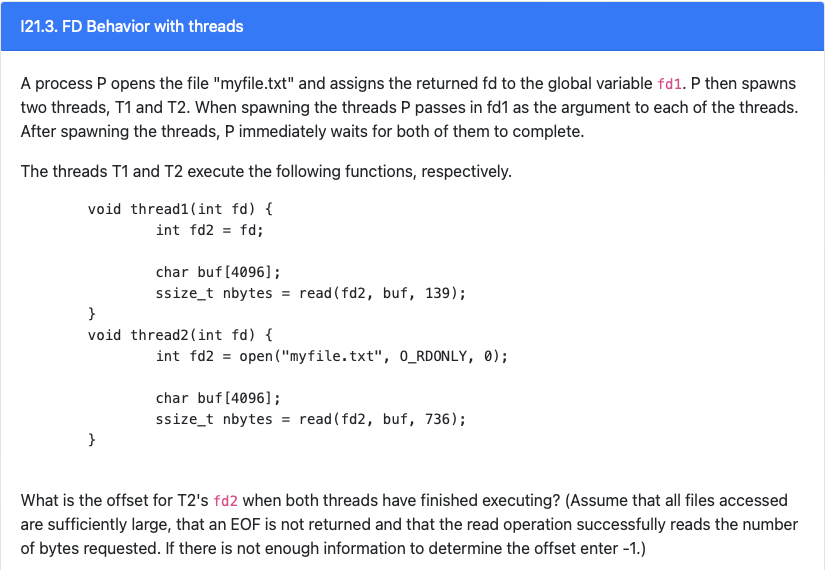 I21.3. FD Behavior with threads
A process P opens the file "myfile.txt" and assigns the returned fd to the global variable fd1. P then spawns
two threads, T1 and T2. When spawning the threads P passes in fd1 as the argument to each of the threads.
After spawning the threads, P immediately waits for both of them to complete.
The threads T1 and T2 execute the following functions, respectively.
void thread1(int fd) {
int fd2 = fd;
char buf[4096];
ssize_t nbytes = read(fd2, buf, 139);
}
void thread2(int fd) {
int fd2 = open("myfile.txt", O_RDONLY, 0);
char buf[4096];
ssize_t nbytes = read(fd2, buf, 736);
}
What is the offset for T2's fd2 when both threads have finished executing? (Assume that all files accessed
are sufficiently large, that an EOF is not returned and that the read operation successfully reads the number
of bytes requested. If there is not enough information to determine the offset enter -1.)